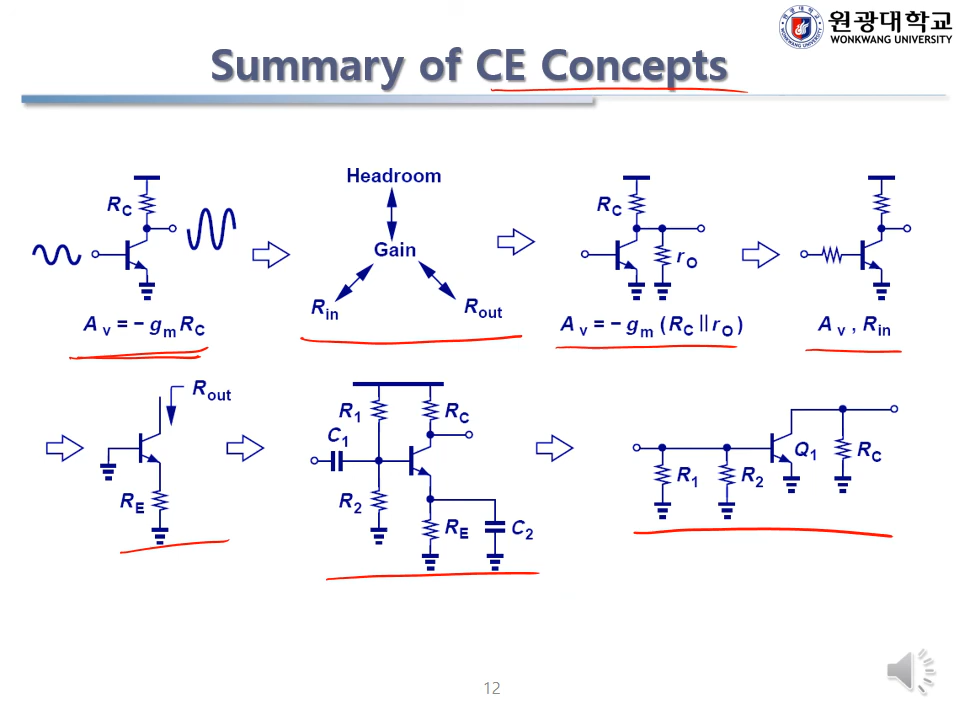 원광대학교
WONKWANG UNIVERSITY
Summary of CE Concepts
R_C
A_v = − g_m R_C
Headroom
Gain
R_in
R_out
R_C
r_O
A_v = − g_m (R_C || r_O)
A_v , R_in
R_out
R_E
R_1
R_C
C_1
R_2
R_E
C_2
R_1
R_2
Q_1
R_C
12